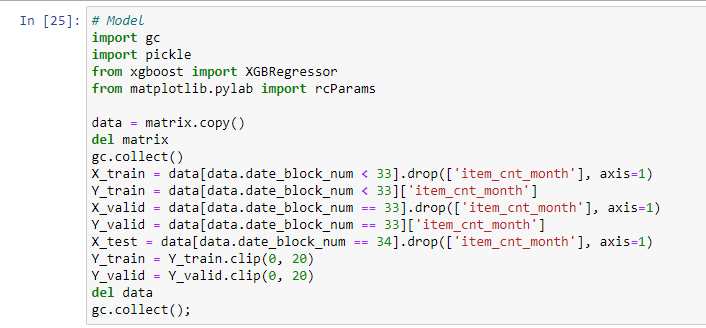 In [25]: # Model
import gc
import pickle
from xgboost import XGBRegressor
from matplotlib.pylab import rcParams

data = matrix.copy()
del matrix
gc.collect()
X_train = data[data.date_block_num < 33].drop(['item_cnt_month'], axis=1)
Y_train = data[data.date_block_num < 33]['item_cnt_month']
X_valid = data[data.date_block_num == 33].drop(['item_cnt_month'], axis=1)
Y_valid = data[data.date_block_num == 33]['item_cnt_month']
X_test = data[data.date_block_num == 34].drop(['item_cnt_month'], axis=1)
Y_train = Y_train.clip(0, 20)
Y_valid = Y_valid.clip(0, 20)
del data
gc.collect();